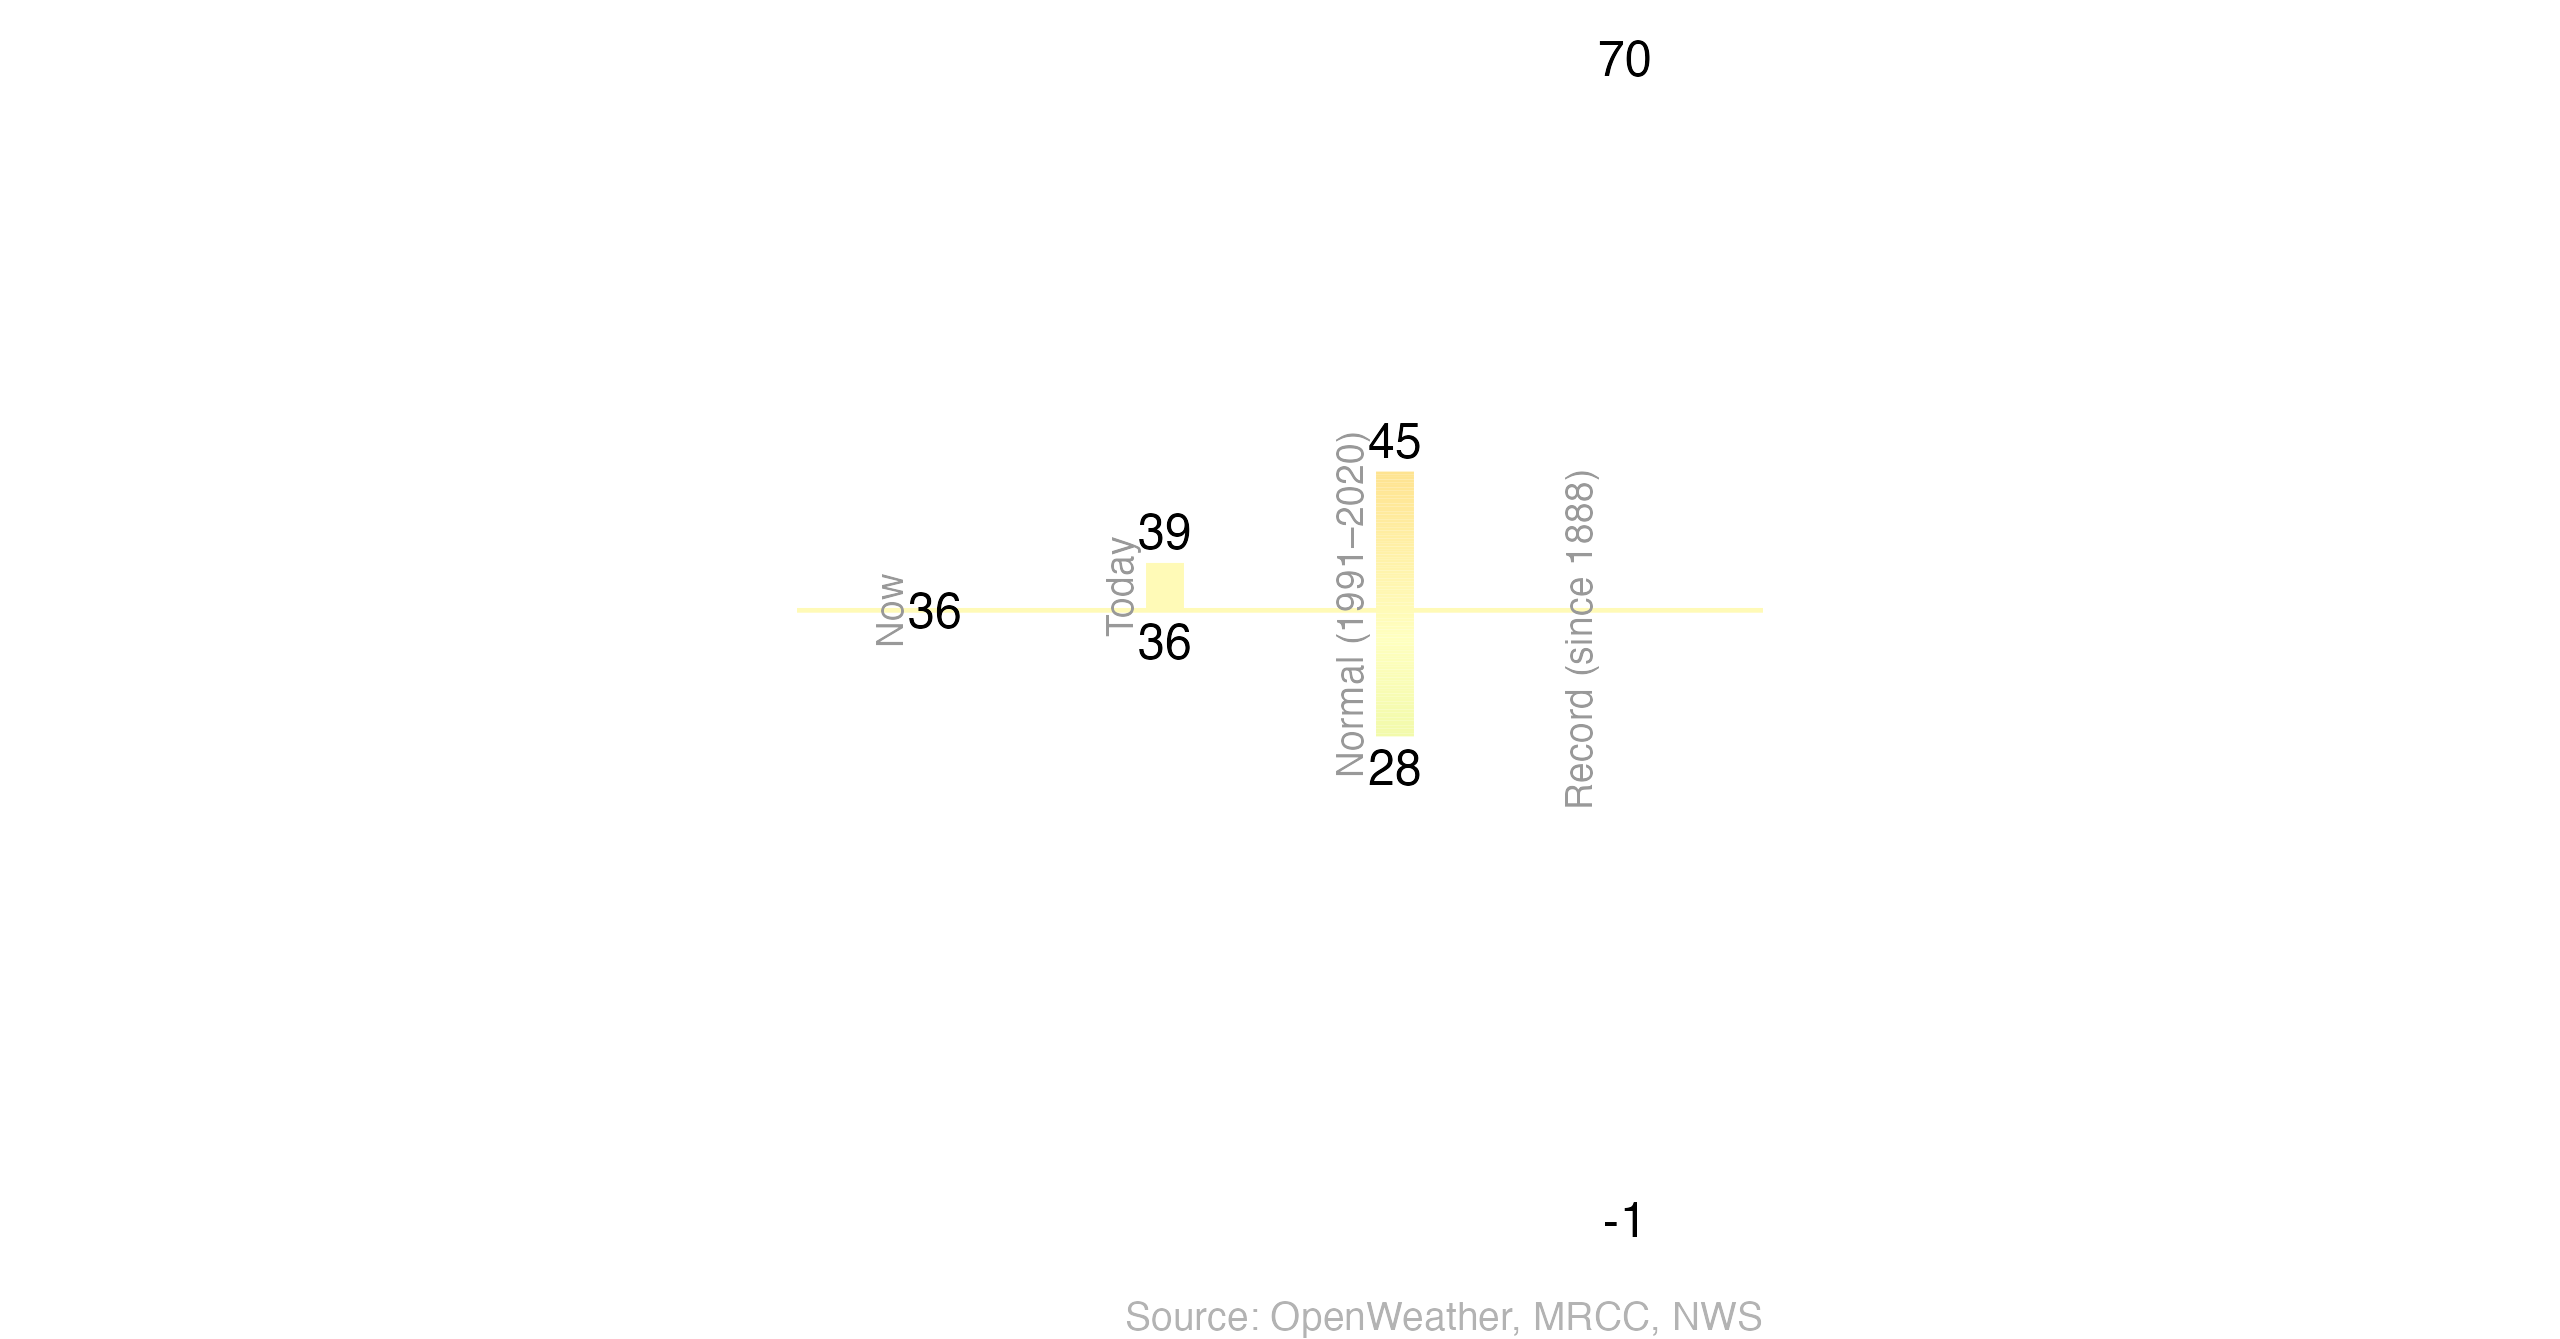 70
45
39
Now
36
Today
36
Normal (1991–2020)
28
Record (since 1888)
-1
Source: OpenWeather, MRCC, NWS